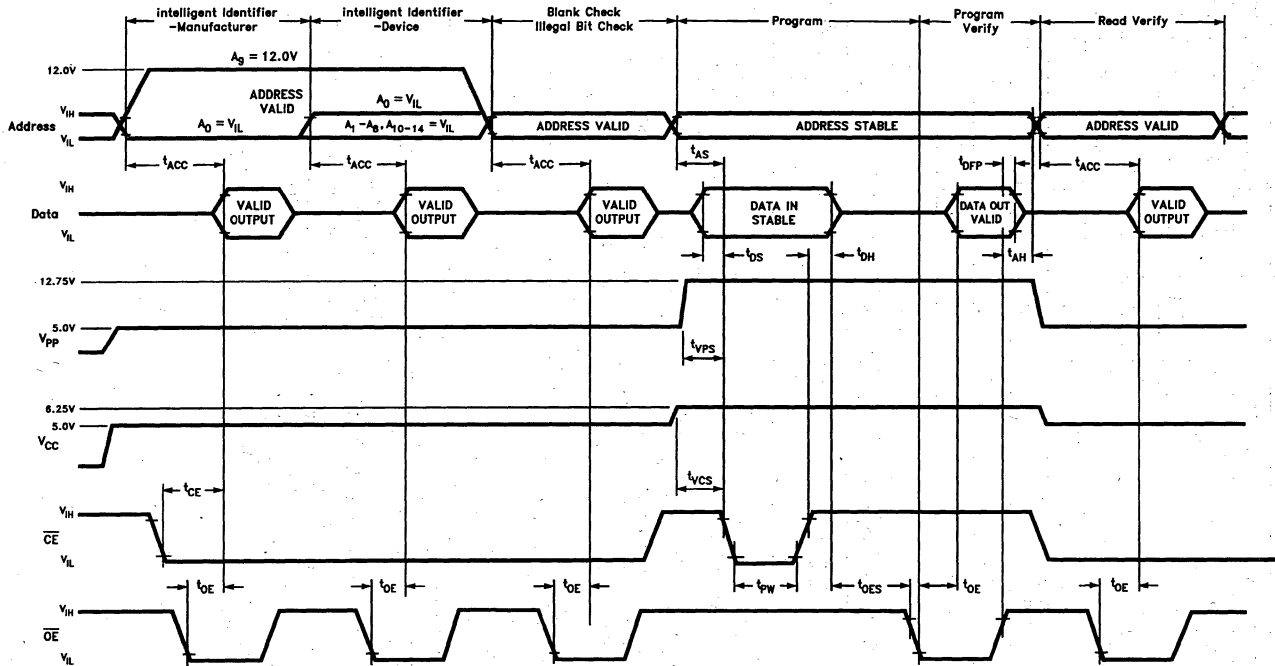 intelligent Identifier
-Manufacturer
intelligent Identifier
-Device
Blank Check
Illegal Bit Check
Program
Program
Verify
Read Verify
12.0V
A9 = 12.0V
VIH
Address
VIL
ADDRESS
VALID
A0 = VIL
A0 = VIL
A1 – A8, A10–14 = VIL
ADDRESS VALID
ADDRESS STABLE
ADDRESS VALID
tACC
tACC
tACC
tAS
tDFP
tACC
VIH
Data
VIL
VALID
OUTPUT
VALID
OUTPUT
VALID
OUTPUT
DATA IN
STABLE
DATA OUT
VALID
VALID
OUTPUT
tDS
tDH
tAH
12.75V
5.0V
VPP
tVPS
6.25V
5.0V
VCC
tVCS
tCE
VIH
CE
VIL
tOE
tOE
tOE
tPW
tOES
tOE
tOE
VIH
OE
VIL